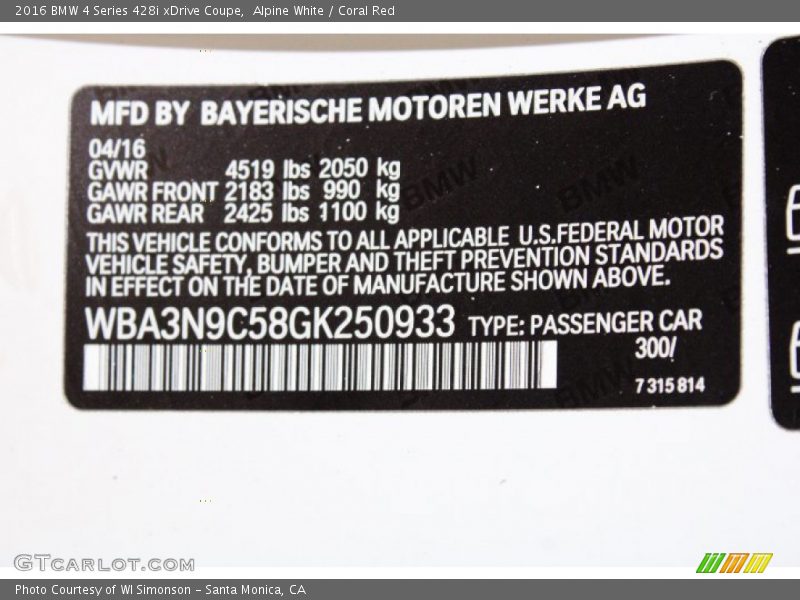 2016 BMW 4 Series 428i xDrive Coupe,  Alpine White / Coral Red
MFD BY BAYERISCHE MOTOREN WERKE AG
04/16
GVWR 4519 lbs 2050 kg
GAWR FRONT 2183 lbs 990 kg
GAWR REAR 2425 lbs 1100 kg
THIS VEHICLE CONFORMS TO ALL APPLICABLE U.S.FEDERAL MOTOR
VEHICLE SAFETY, BUMPER AND THEFT PREVENTION STANDARDS
IN EFFECT ON THE DATE OF MANUFACTURE SHOWN ABOVE.
WBA3N9C58GK250933 TYPE: PASSENGER CAR
300/
7 315 814
GTcarlot.com
Photo Courtesy of WI Simonson - Santa Monica, CA